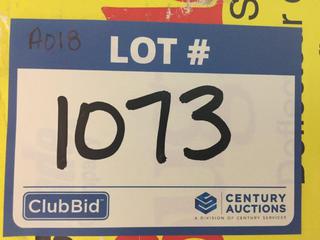 A018
LOT #
1073
ClubBid
CENTURY
AUCTIONS
A DIVISION OF CENTURY SERVICES